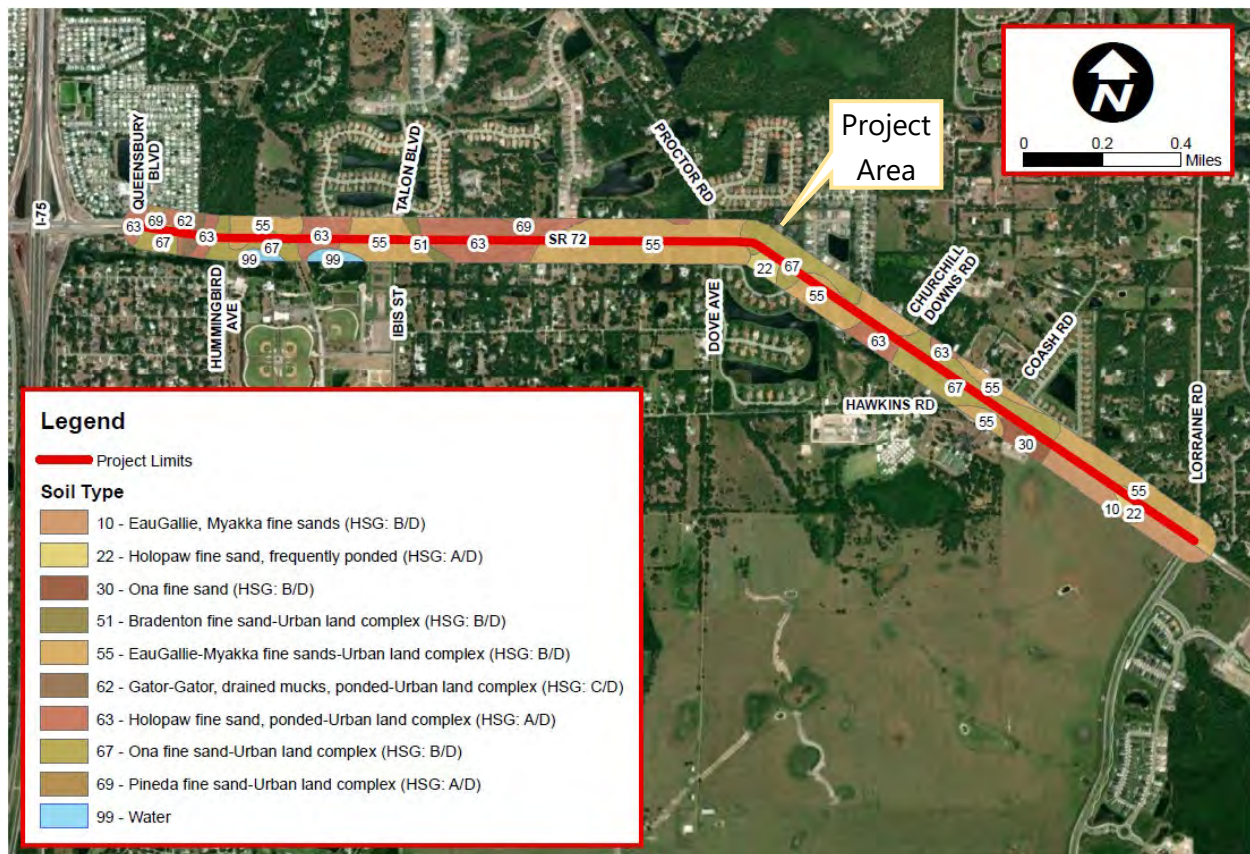 N
0 0.2 0.4
Miles
Project
Area
I-75
QUEENSBURY
BLVD
TALON BLVD
PROCTOR RD
63 69 62
63
67
55
63
67
99
99
55
51
69
63
SR 72
55
HUMMINGBIRD
AVE
IBIS ST
DOVE AVE
22
67
55
CHURCHILL
DOWNS RD
63
63
COASH RD
67
55
HAWKINS RD
55
30
LORRAINE RD
55
10
22
Legend
Project Limits
Soil Type
10 - EauGallie, Myakka fine sands (HSG: B/D)
22 - Holopaw fine sand, frequently ponded (HSG: A/D)
30 - Ona fine sand (HSG: B/D)
51 - Bradenton fine sand-Urban land complex (HSG: B/D)
55 - EauGallie-Myakka fine sands-Urban land complex (HSG: B/D)
62 - Gator-Gator, drained mucks, ponded-Urban land complex (HSG: C/D)
63 - Holopaw fine sand, ponded-Urban land complex (HSG: A/D)
67 - Ona fine sand-Urban land complex (HSG: B/D)
69 - Pineda fine sand-Urban land complex (HSG: A/D)
99 - Water